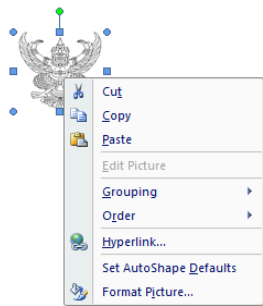 Cut
Copy
Paste
Edit Picture
Grouping
Order
Hyperlink...
Set AutoShape Defaults
Format Picture...